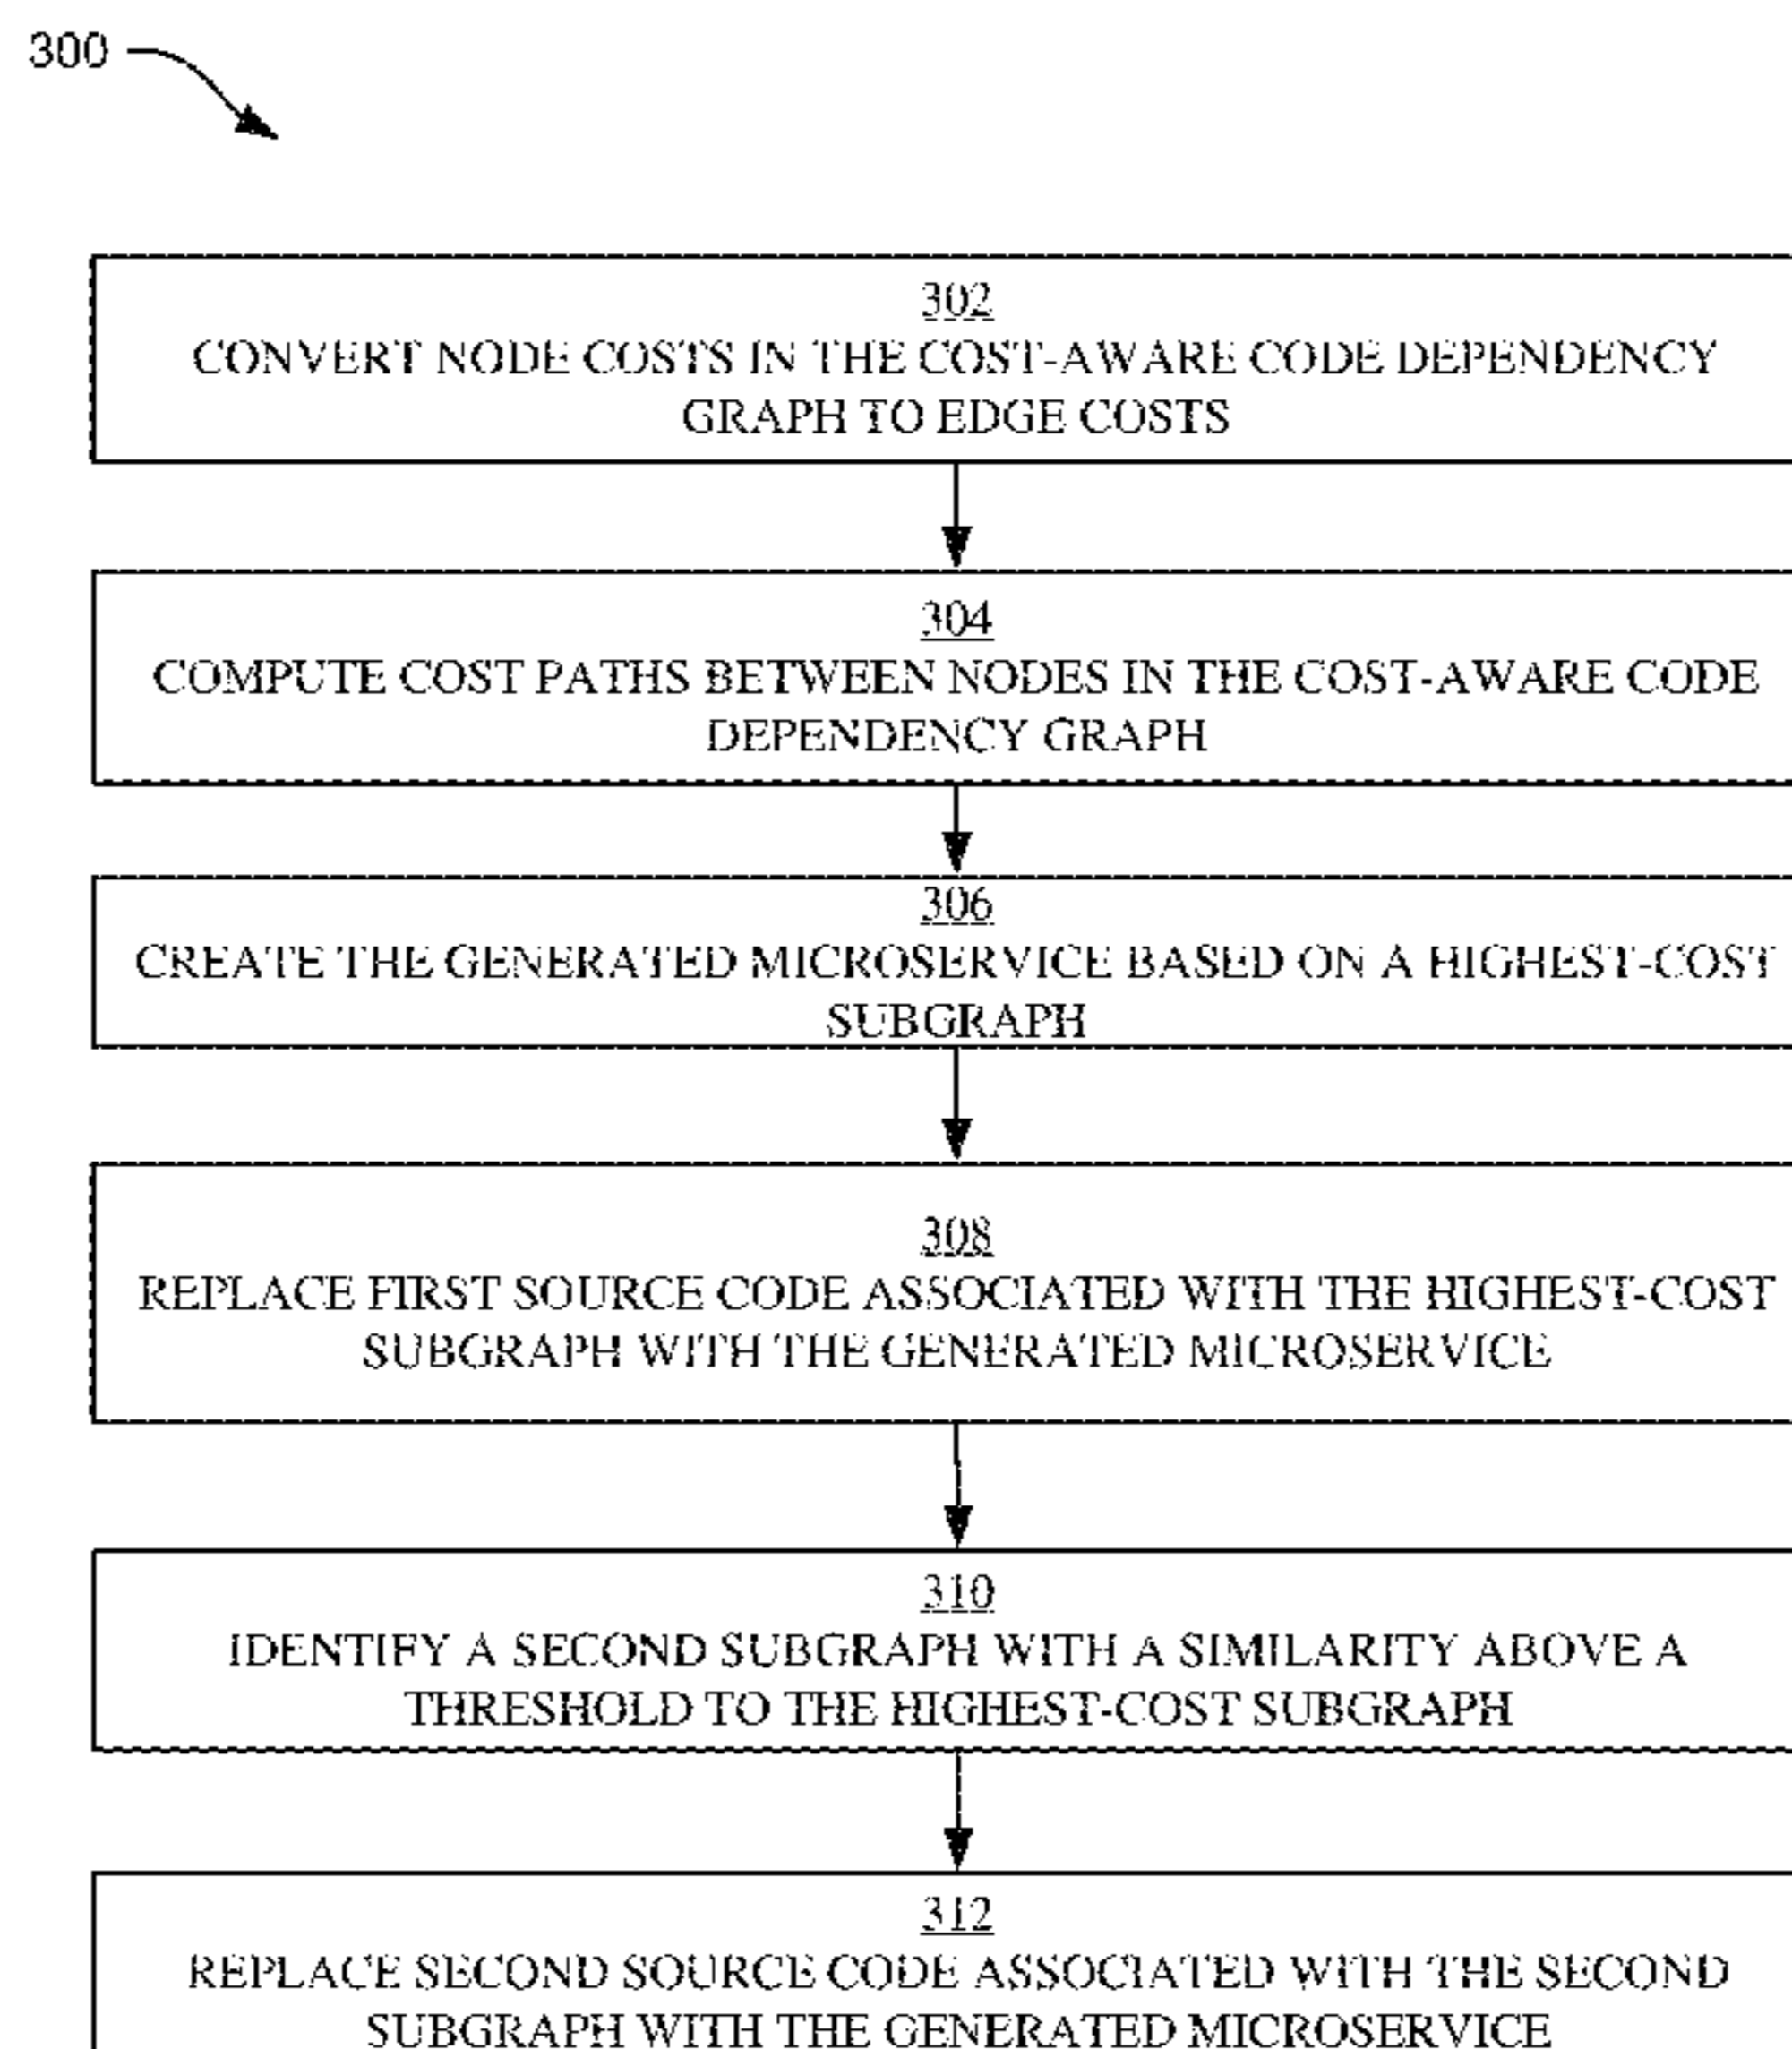 300
302
CONVERT NODE COSTS IN THE COST-AWARE CODE DEPENDENCY
GRAPH TO EDGE COSTS
304
COMPUTE COST PATHS BETWEEN NODES IN THE COST-AWARE CODE
DEPENDENCY GRAPH
306
CREATE THE GENERATED MICROSERVICE BASED ON A HIGHEST-COST
SUBGRAPH
308
REPLACE FIRST SOURCE CODE ASSOCIATED WITH THE HIGHEST-COST
SUBGRAPH WITH THE GENERATED MICROSERVICE
310
IDENTIFY A SECOND SUBGRAPH WITH A SIMILARITY ABOVE A
THRESHOLD TO THE HIGHEST-COST SUBGRAPH
312
REPLACE SECOND SOURCE CODE ASSOCIATED WITH THE SECOND
SUBGRAPH WITH THE GENERATED MICROSERVICE